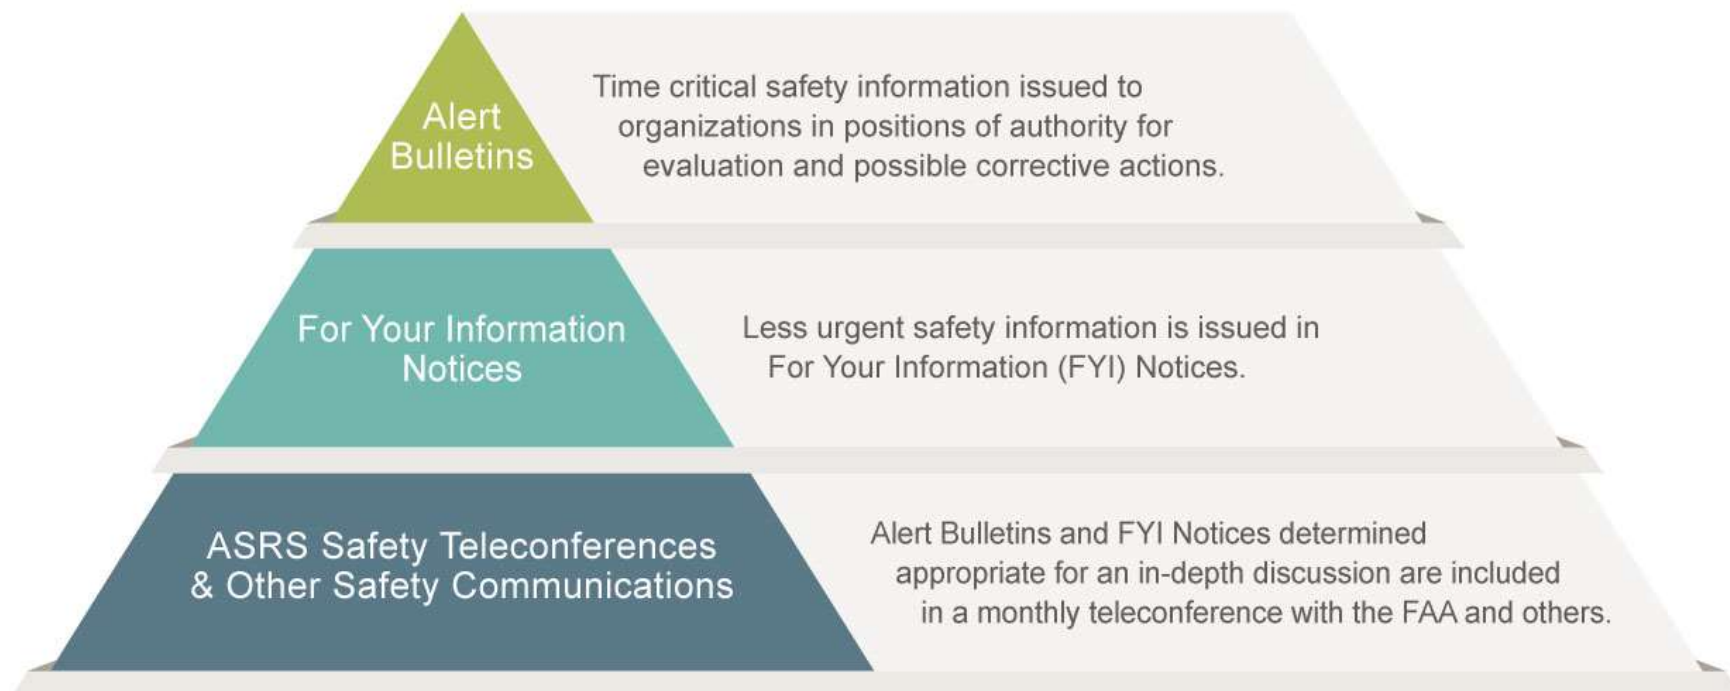 Alert
Bulletins
Time critical safety information issued to
organizations in positions of authority for
evaluation and possible corrective actions.
For Your Information
Notices
Less urgent safety information is issued in
For Your Information (FYI) Notices.
ASRS Safety Teleconferences
& Other Safety Communications
Alert Bulletins and FYI Notices determined
appropriate for an in-depth discussion are included
in a monthly teleconference with the FAA and others.